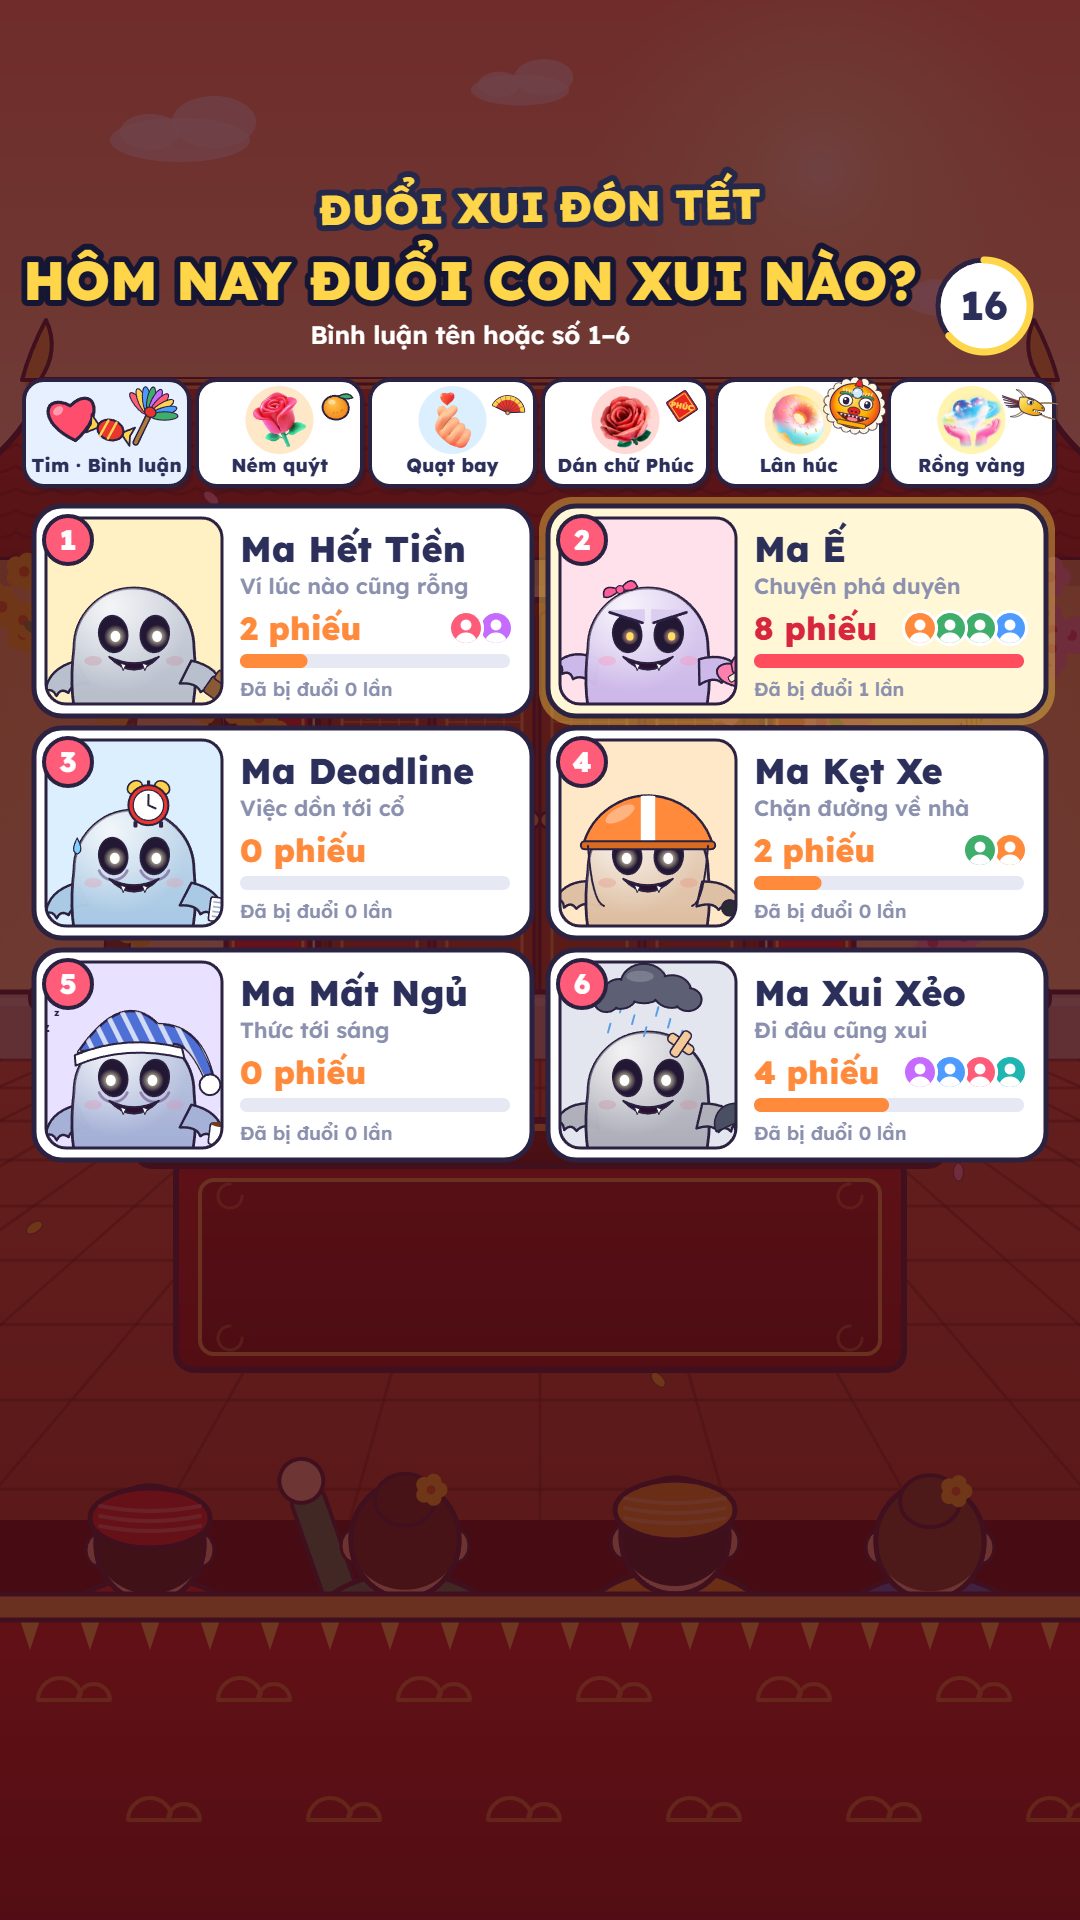 ĐUỔI XUI ĐÓN TẾT
HÔM NAY ĐUỔI CON XUI NÀO?
16
Bình luận tên hoặc số 1–6
Tim · Bình luận
Ném quýt
Quạt bay
PHÚC
Dán chữ Phúc
Lân húc
Rồng vàng
1
Ma Hết Tiền
Ví lúc nào cũng rỗng
2 phiếu
Đã bị đuổi 0 lần
2
Ma Ế
Chuyên phá duyên
8 phiếu
Đã bị đuổi 1 lần
3
Ma Deadline
Việc dồn tới cổ
0 phiếu
Đã bị đuổi 0 lần
4
Ma Kẹt Xe
Chặn đường về nhà
2 phiếu
Đã bị đuổi 0 lần
5
z
z
Ma Mất Ngủ
Thức tới sáng
0 phiếu
Đã bị đuổi 0 lần
6
Ma Xui Xẻo
Đi đâu cũng xui
4 phiếu
Đã bị đuổi 0 lần